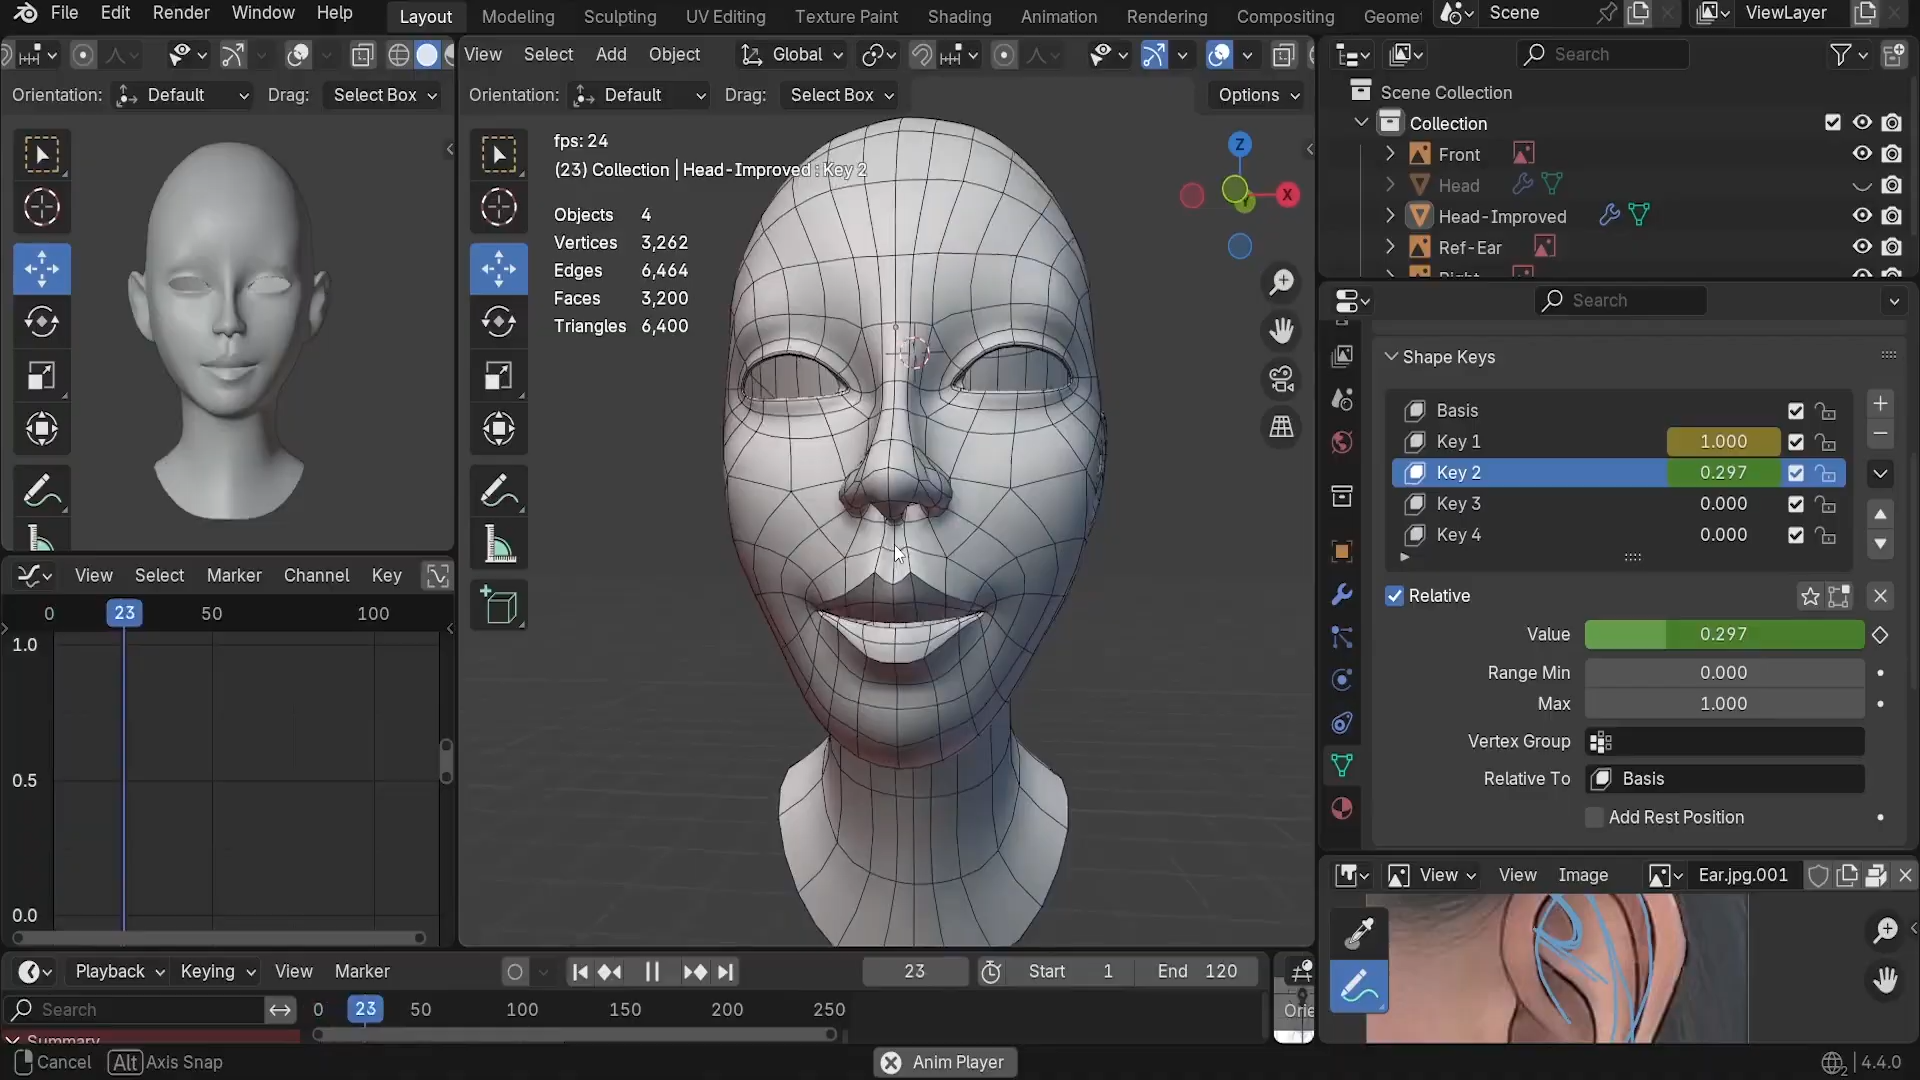 File Edit Render Window Help
Layout Modeling Sculpting UV Editing Texture Paint Shading Animation Rendering Compositing Geomet
Scene
ViewLayer
View Select Add Object
Global
Search
Orientation: Default Drag: Select Box
Orientation: Default Drag: Select Box
Options
fps: 24
(23) Collection | Head-Improved : Key 2
Objects 4
Vertices 3,262
Edges 6,464
Faces 3,200
Triangles 6,400
Z
X
Y
Scene Collection
Collection
Front
Head
Head-Improved
Ref-Ear
Search
Shape Keys
Basis
Key 1 1.000
Key 2 0.297
Key 3 0.000
Key 4 0.000
Relative
Value 0.297
Range Min 0.000
Max 1.000
Vertex Group
Relative To Basis
Add Rest Position
View Select Marker Channel Key
0 23 50 100
1.0
0.5
0.0
View View Image Ear.jpg.001
Playback Keying View Marker
23
Start 1
End 120
Search
0 23 50 100 150 200 250
Orie
Summary
Cancel Alt Axis Snap
Anim Player
4.4.0